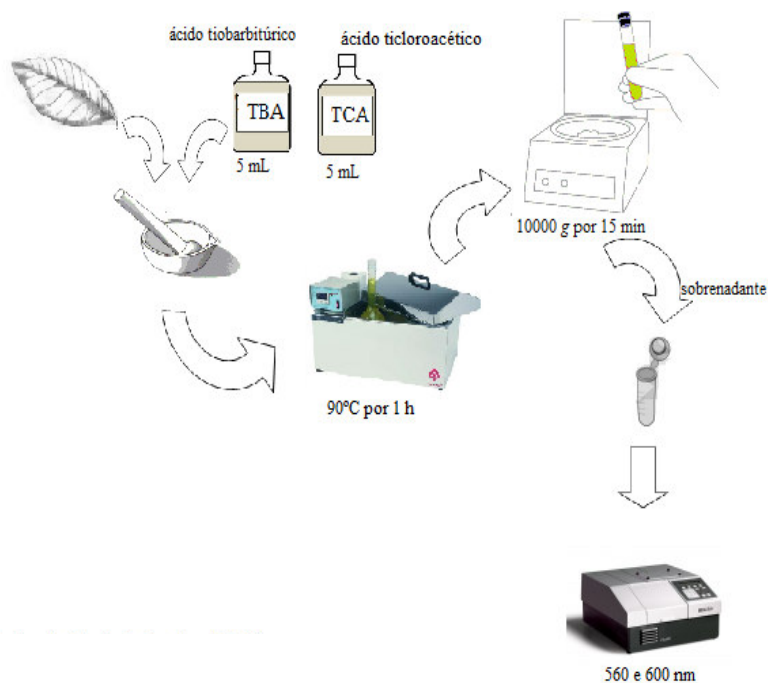 ácido tiobarbitúrico
ácido ticloroacético
TBA
TCA
5 mL
5 mL
10000 g por 15 min
sobrenadante
90ºC por 1 h
560 e 600 nm